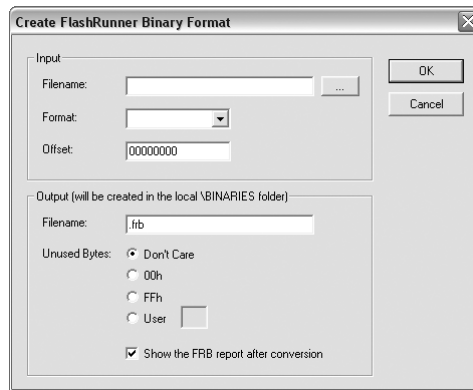 Create FlashRunner Binary Format
Input
Filename:
...
OK
Format:
Cancel
Offset: 00000000
Output (will be created in the local \BINARIES folder)
Filename: .frb
Unused Bytes: Don't Care
00h
FFh
User
Show the FRB report after conversion